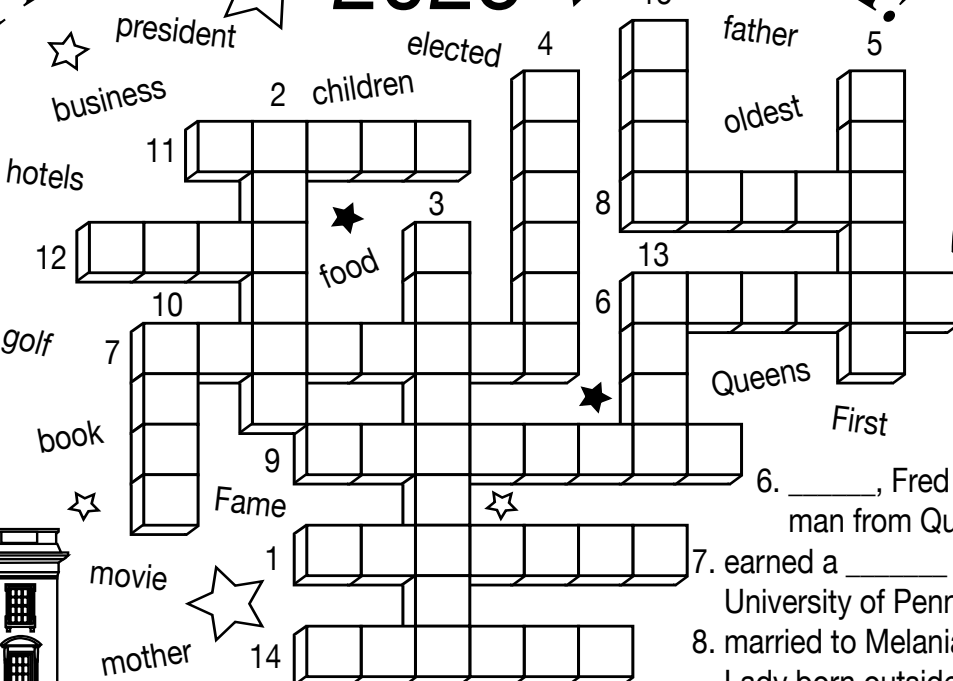 president
elected
4
father
5
business
2
children
oldest
11
hotels
3
8
12
food
13
10
6
golf
7
Queens
book
First
9
Fame
6. ______, Fred
man from Qu
1
movie
7. earned a _______
University of Penn
mother
14
8. married to Melania